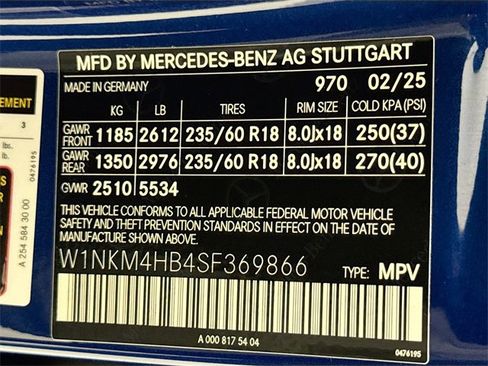 MFD BY MERCEDES-BENZ AG STUTTGART
MADE IN GERMANY 970 02/25
KG LB TIRES RIM SIZE COLD KPA (PSI)
GAWR FRONT 1185 2612 235/60 R18 8.0Jx18 250(37)
GAWR REAR 1350 2976 235/60 R18 8.0Jx18 270(40)
GVWR 2510 5534
THIS VEHICLE CONFORMS TO ALL APPLICABLE FEDERAL MOTOR VEHICLE
SAFETY, BUMPER, AND THEFT PREVENTION STANDARDS IN EFFECT ON THE DATE
OF MANUFACTURE SHOWN ABOVE.
W1NKM4HB4SF369866 TYPE: MPV
A 000 817 54 04
0476195
EMENT
3
lbs.
lbs.
0476195
A 254 584 30 00